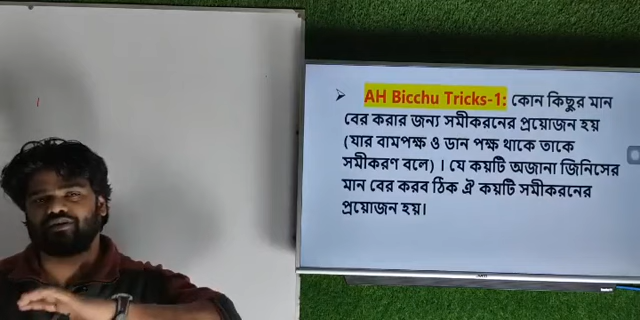 ➢ AH Bicchu Tricks-1: কোন কিছুর মান
বের করার জন্য সমীকরনের প্রয়োজন হয়
(যার বামপক্ষ ও ডান পক্ষ থাকে তাকে
সমীকরণ বলে) । যে কয়টি অজানা জিনিসের
মান বের করব ঠিক ঐ কয়টি সমীকরনের
প্রয়োজন হয়।